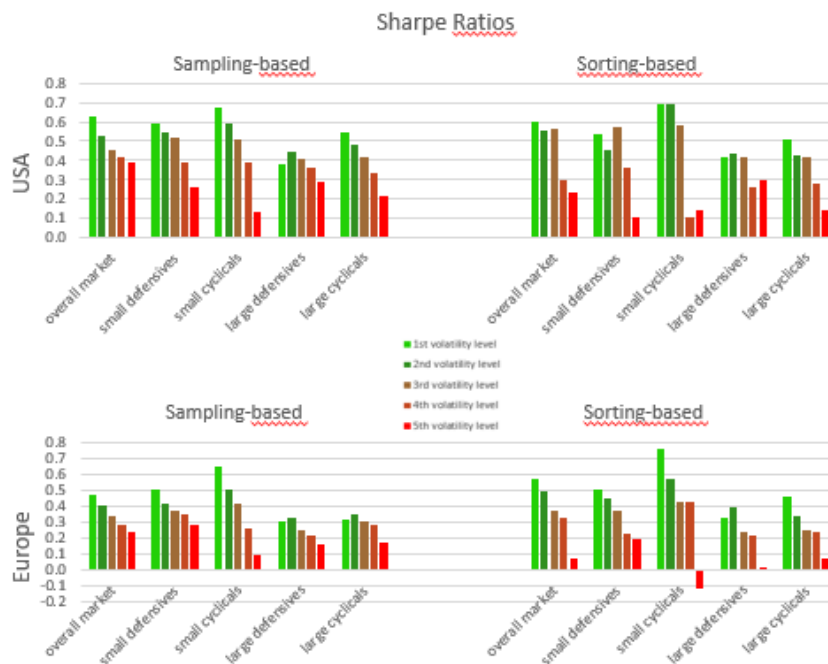 Sharpe Ratios
Sampling-based
Sorting-based
USA
0.8
0.7
0.6
0.5
0.4
0.3
0.2
0.1
0.0
overall market
small defensives
small cyclicals
large defensives
large cyclicals
overall market
small defensives
small cyclicals
large defensives
large cyclicals
1st volatility level
2nd volatility level
3rd volatility level
4th volatility level
5th volatility level
Sampling-based
Sorting-based
Europe
0.8
0.7
0.6
0.5
0.4
0.3
0.2
0.1
0.0
-0.1
-0.2
overall market
small defensives
small cyclicals
large defensives
large cyclicals
overall market
small defensives
small cyclicals
large defensives
large cyclicals